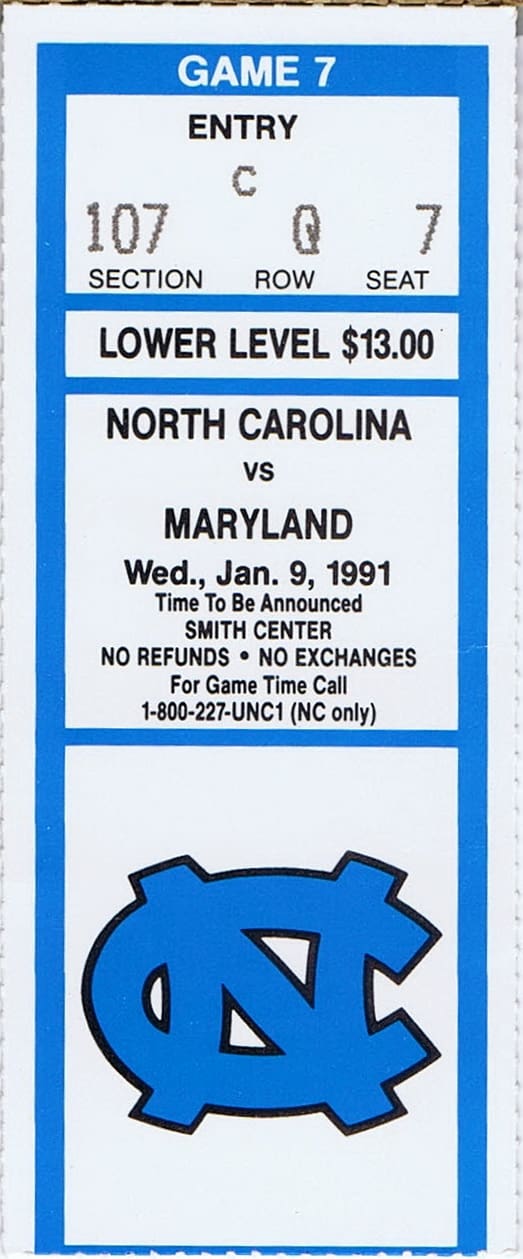 GAME 7
ENTRY
C
107 Q 7
SECTION ROW SEAT
LOWER LEVEL $13.00
NORTH CAROLINA
VS
MARYLAND
Wed., Jan. 9, 1991
Time To Be Announced
SMITH CENTER
NO REFUNDS • NO EXCHANGES
For Game Time Call
1-800-227-UNC1 (NC only)
NC